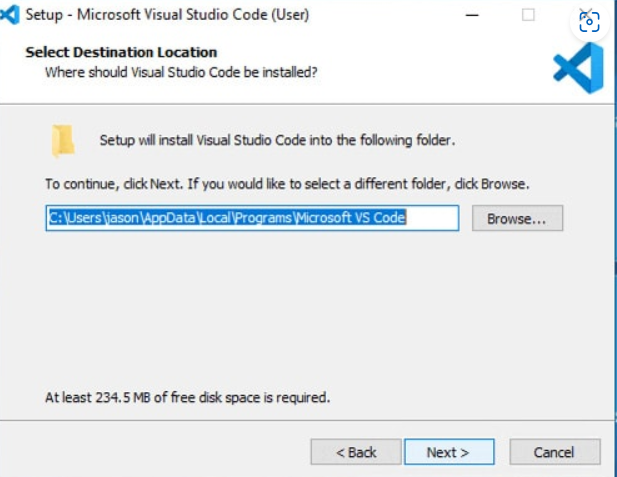 Setup - Microsoft Visual Studio Code (User)
Select Destination Location
Where should Visual Studio Code be installed?
Setup will install Visual Studio Code into the following folder.
To continue, click Next. If you would like to select a different folder, click Browse.
C:\Users\jason\AppData\Local\Programs\Microsoft VS Code
Browse...
At least 234.5 MB of free disk space is required.
< Back
Next >
Cancel